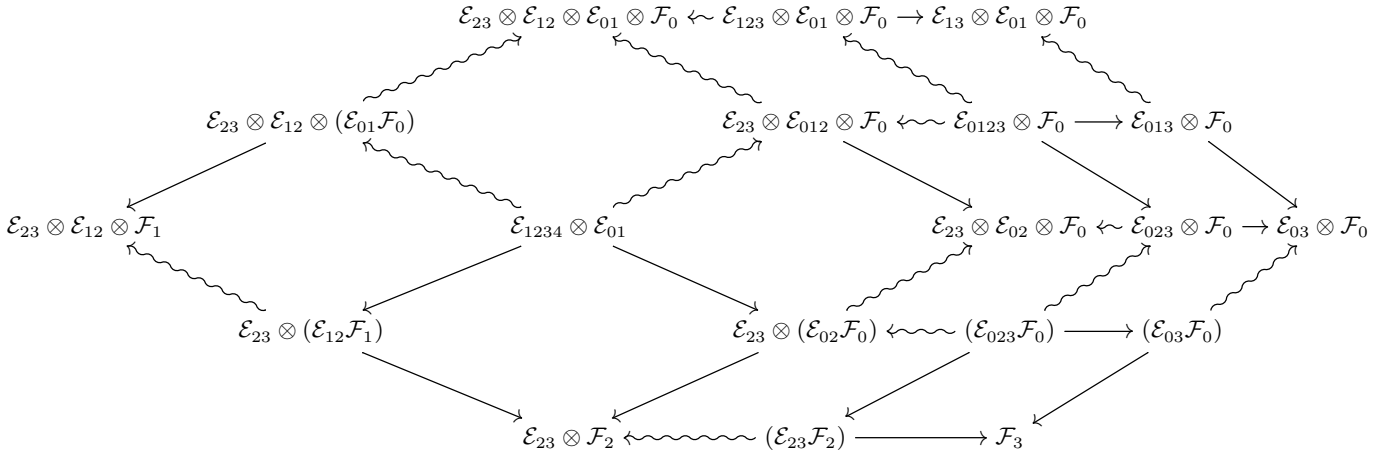 ℰ₂₃ ⊗ ℰ₁₂ ⊗ ℰ₀₁ ⊗ ℱ₀ ⇜ ℰ₁₂₃ ⊗ ℰ₀₁ ⊗ ℱ₀ → ℰ₁₃ ⊗ ℰ₀₁ ⊗ ℱ₀
ℰ₂₃ ⊗ ℰ₁₂ ⊗ (ℰ₀₁ℱ₀) ℰ₂₃ ⊗ ℰ₀₁₂ ⊗ ℱ₀ ⇜ ℰ₀₁₂₃ ⊗ ℱ₀ → ℰ₀₁₃ ⊗ ℱ₀
ℰ₂₃ ⊗ ℰ₁₂ ⊗ ℱ₁ ℰ₁₂₃₄ ⊗ ℰ₀₁ ℰ₂₃ ⊗ ℰ₀₂ ⊗ ℱ₀ ⇜ ℰ₀₂₃ ⊗ ℱ₀ → ℰ₀₃ ⊗ ℱ₀
ℰ₂₃ ⊗ (ℰ₁₂ℱ₁) ℰ₂₃ ⊗ (ℰ₀₂ℱ₀) ⇜ (ℰ₀₂₃ℱ₀) → (ℰ₀₃ℱ₀)
ℰ₂₃ ⊗ ℱ₂ ⇜ (ℰ₂₃ℱ₂) → ℱ₃